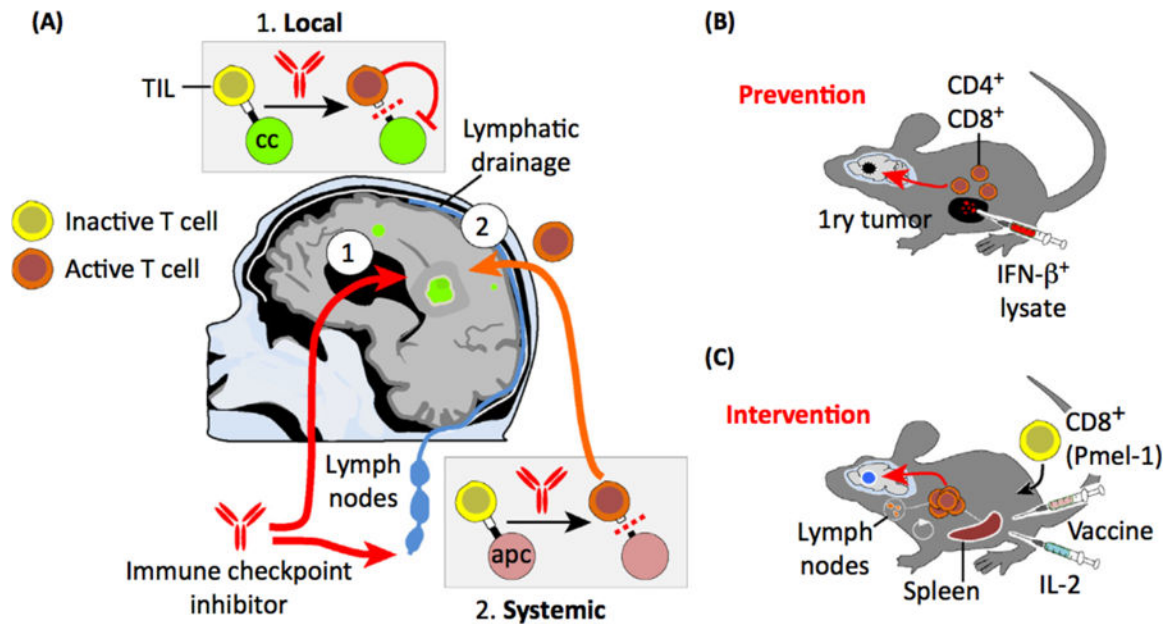 (A)
1. Local
TIL
cc
Lymphatic
drainage
Inactive T cell
Active T cell
1
2
Lymph
nodes
Immune checkpoint
inhibitor
apc
2. Systemic
(B)
Prevention
CD4⁺
CD8⁺
1ry tumor
IFN-β⁺
lysate
(C)
Intervention
CD8⁺
(Pmel-1)
Lymph
nodes
Spleen
Vaccine
IL-2